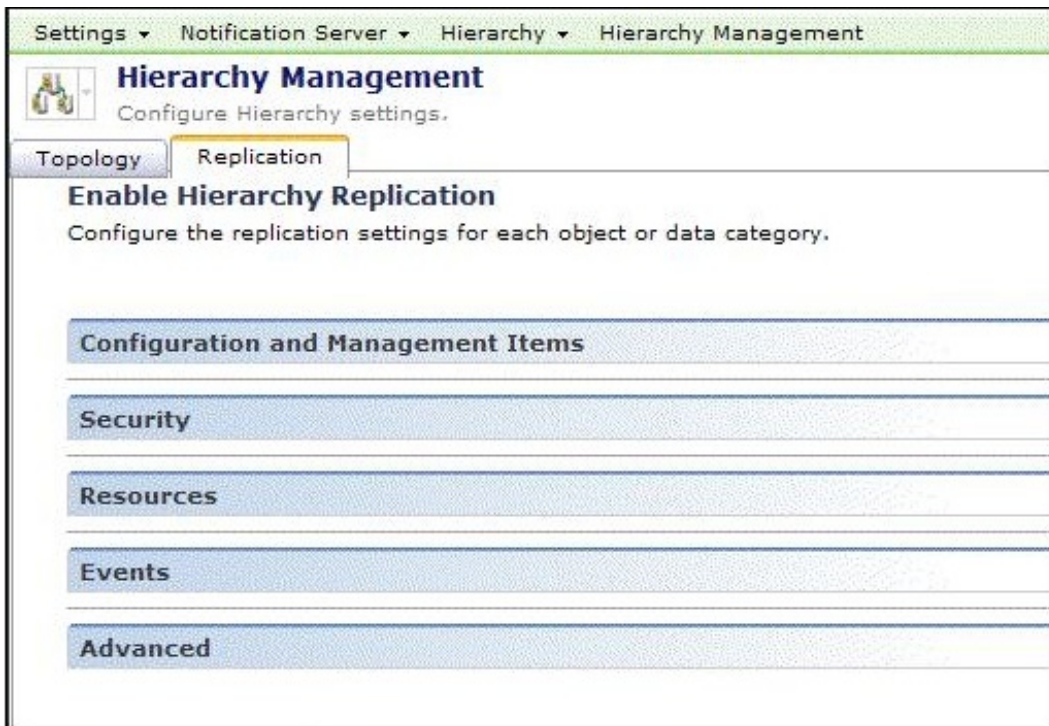 Settings Notification Server Hierarchy Hierarchy Management
Hierarchy Management
Configure Hierarchy settings.
Topology Replication
Enable Hierarchy Replication
Configure the replication settings for each object or data category.
Configuration and Management Items
Security
Resources
Events
Advanced